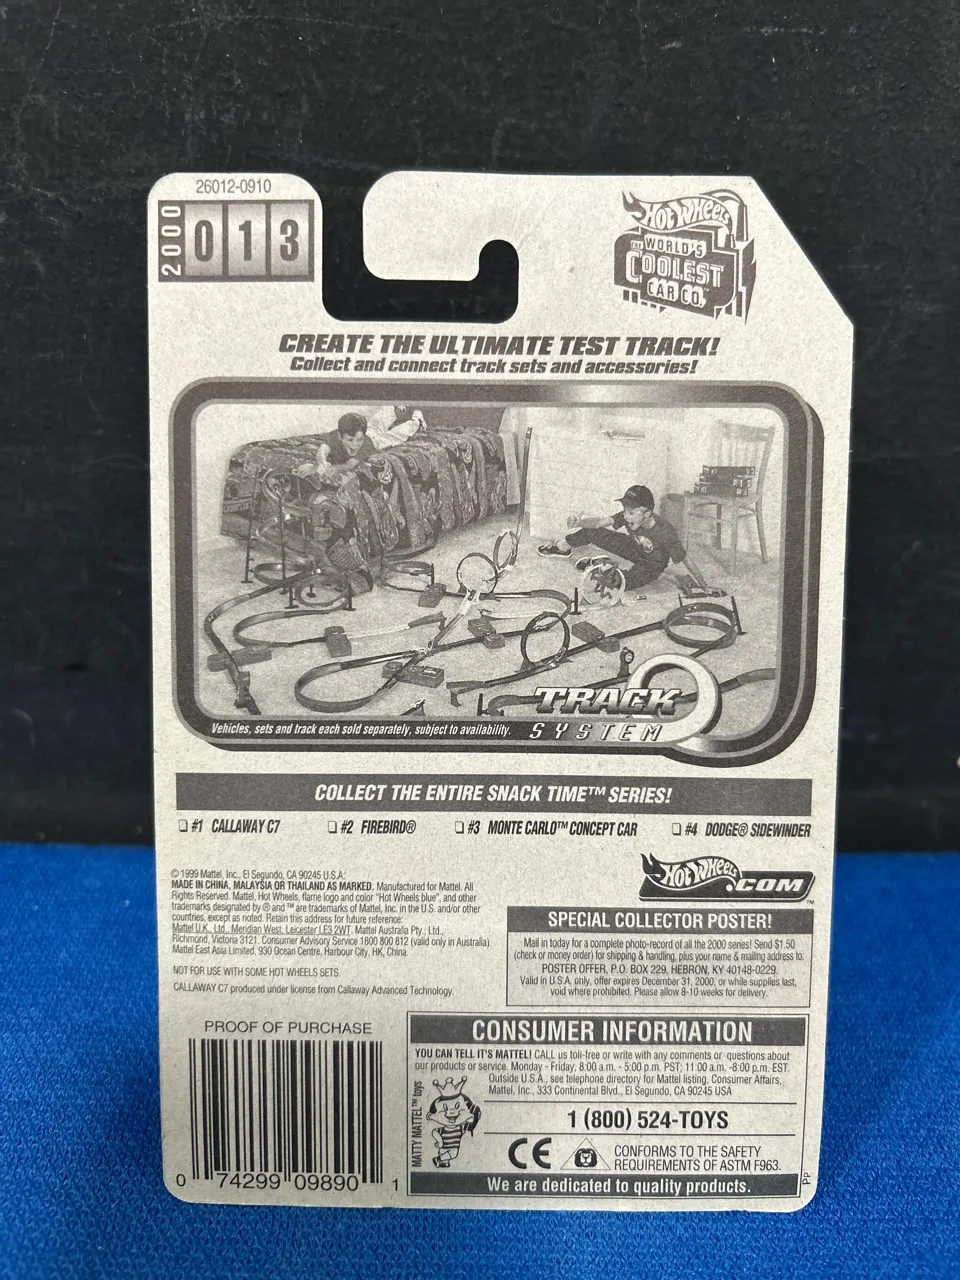 26012-0910
2000
013
HOT WHEELS
THE WORLD'S
COOLEST
CAR CO.™
CREATE THE ULTIMATE TEST TRACK!
Collect and connect track sets and accessories!
TRACK
SYSTEM
Vehicles, sets and track each sold separately, subject to availability.
COLLECT THE ENTIRE SNACK TIME™ SERIES!
❑ #1 CALLAWAY C7 ❑ #2 FIREBIRD® ❑ #3 MONTE CARLO™ CONCEPT CAR ❑ #4 DODGE® SIDEWINDER
© 1999 Mattel, Inc., El Segundo, CA 90245 U.S.A.
MADE IN CHINA, MALAYSIA OR THAILAND AS MARKED. Manufactured for Mattel. All
Rights Reserved. Mattel, Hot Wheels, flame logo and color "Hot Wheels blue", and other
trademarks designated by ® and ™ are trademarks of Mattel, Inc. in the U.S. and/or other
countries, except as noted. Retain this address for future reference:
Mattel U.K., Ltd., Meridian West, Leicester LE3 2WT. Mattel Australia Pty., Ltd.,
Richmond, Victoria 3121. Consumer Advisory Service 1800 800 812 (valid only in Australia).
Mattel East Asia Limited, 930 Ocean Centre, Harbour City, HK, China.
NOT FOR USE WITH SOME HOT WHEELS SETS.
CALLAWAY C7 produced under license from Callaway Advanced Technology.
HOT WHEELS.COM™
SPECIAL COLLECTOR POSTER!
Mail in today for a complete photo-record of all the 2000 series! Send $1.50
(check or money order) for shipping & handling, plus your name & mailing address to:
POSTER OFFER, P.O. BOX 229, HEBRON, KY 40148-0229.
Valid in U.S.A. only, offer expires December 31, 2000, or while supplies last,
void where prohibited. Please allow 8-10 weeks for delivery.
PROOF OF PURCHASE
0 74299 09890 1
CONSUMER INFORMATION
YOU CAN TELL IT'S MATTEL! CALL us toll-free or write with any comments or questions about
our products or service. Monday - Friday, 8:00 a.m. - 5:00 p.m. PST; 11:00 a.m. -8:00 p.m. EST.
Outside U.S.A., see telephone directory for Mattel listing. Consumer Affairs,
Mattel, Inc., 333 Continental Blvd., El Segundo, CA 90245 USA
MATTY MATTEL™ toys
1 (800) 524-TOYS
CE
CONFORMS TO THE SAFETY
REQUIREMENTS OF ASTM F963.
We are dedicated to quality products.
PP